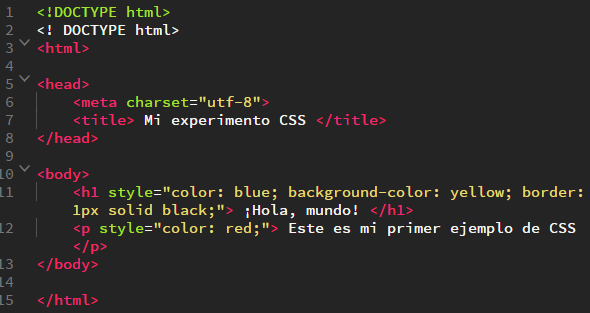 1 <!DOCTYPE html>
2 <! DOCTYPE html>
3 <html>
4
5 <head>
6 <meta charset="utf-8">
7 <title> Mi experimento CSS </title>
8 </head>
9
10 <body>
11 <h1 style="color: blue; background-color: yellow; border:
1px solid black;"> ¡Hola, mundo! </h1>
12 <p style="color: red;"> Este es mi primer ejemplo de CSS
</p>
13 </body>
14
15 </html>